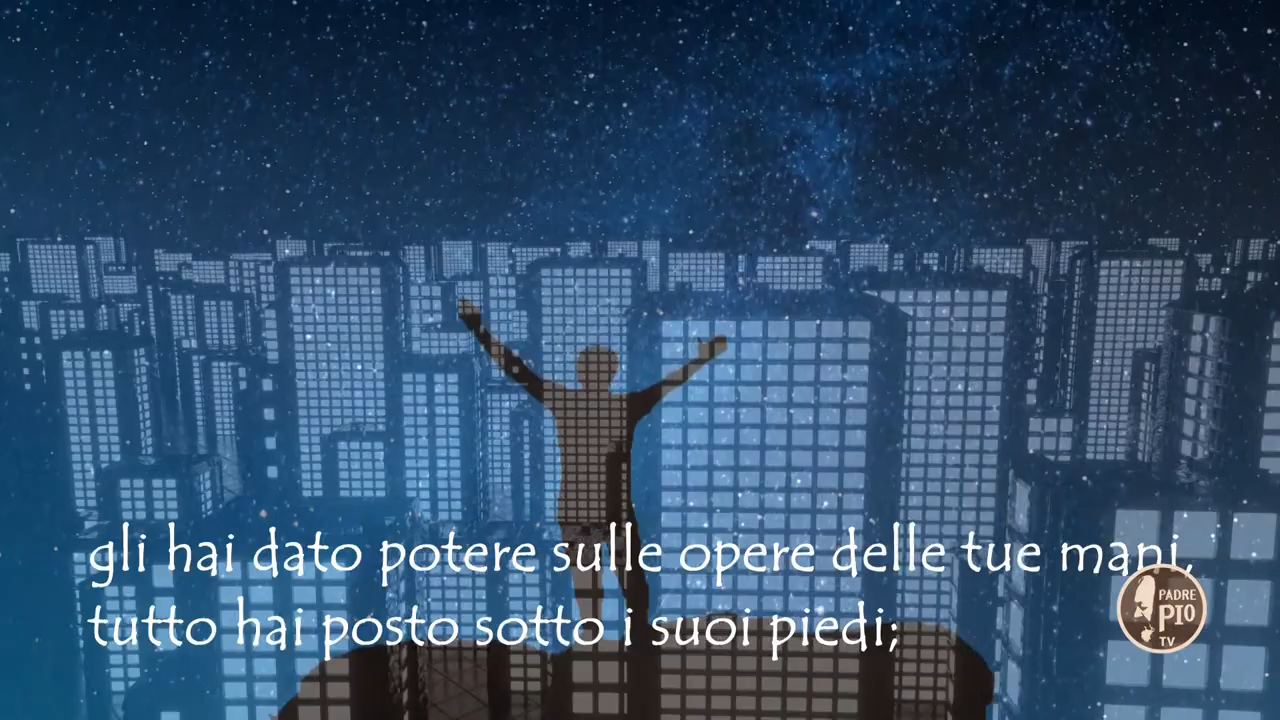 gli hai dato potere sulle opere delle tue mani,
tutto hai posto sotto i suoi piedi;
PADRE
PIO
TV